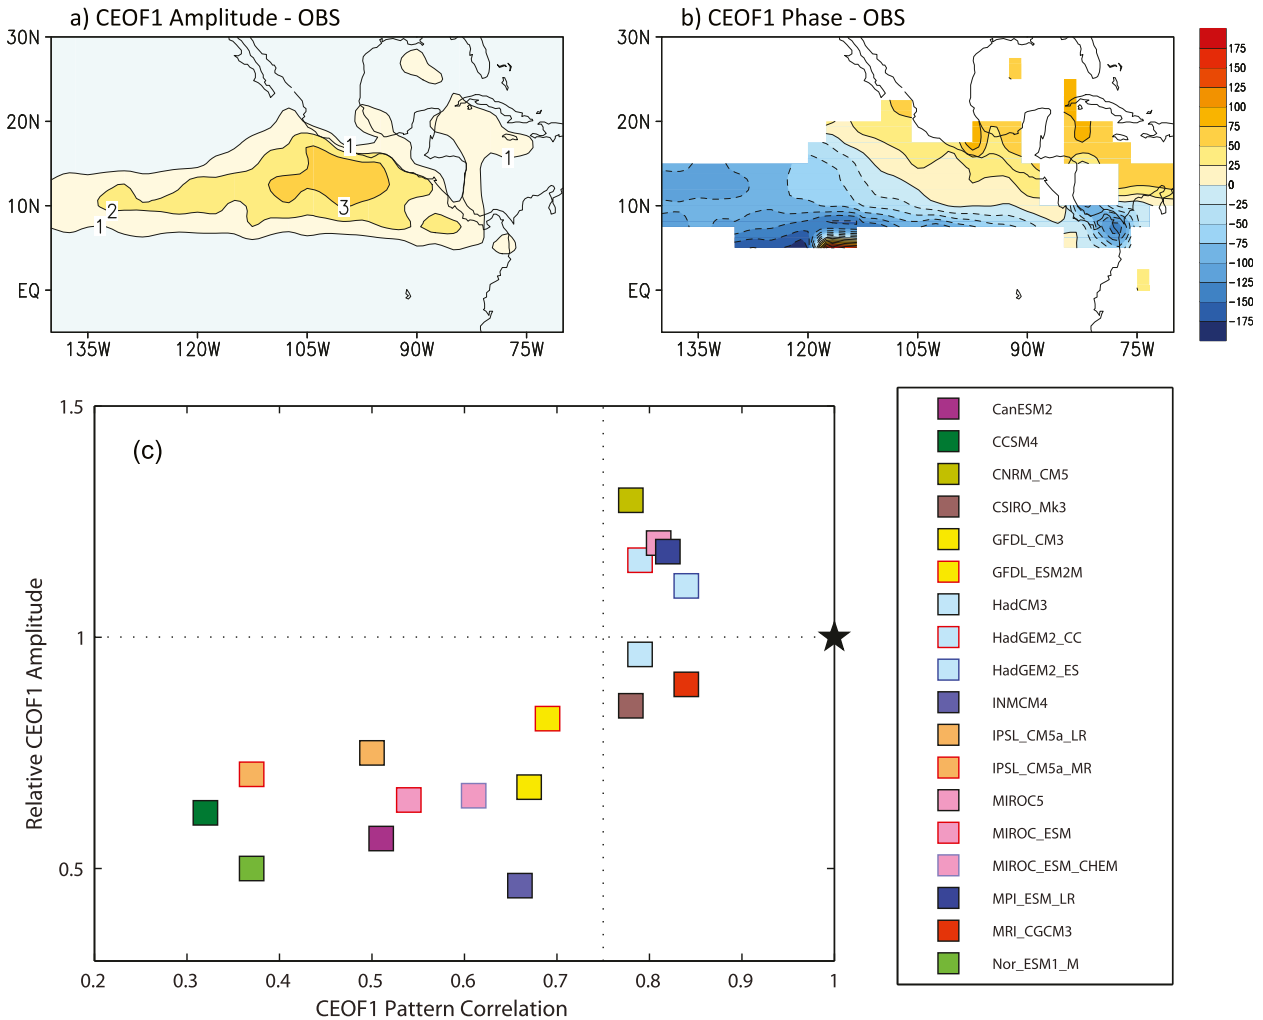 a) CEOF1 Amplitude - OBS
b) CEOF1 Phase - OBS
30N
20N
10N
EQ
135W 120W 105W 90W 75W
1
1
2
3
1
30N
20N
10N
EQ
135W 120W 105W 90W 75W
175
150
125
100
75
50
25
0
-25
-50
-75
-100
-125
-150
-175
(c)
1.5
1
0.5
Relative CEOF1 Amplitude
0.2 0.3 0.4 0.5 0.6 0.7 0.8 0.9 1
CEOF1 Pattern Correlation
CanESM2
CCSM4
CNRM_CM5
CSIRO_Mk3
GFDL_CM3
GFDL_ESM2M
HadCM3
HadGEM2_CC
HadGEM2_ES
INMCM4
IPSL_CM5a_LR
IPSL_CM5a_MR
MIROC5
MIROC_ESM
MIROC_ESM_CHEM
MPI_ESM_LR
MRI_CGCM3
Nor_ESM1_M